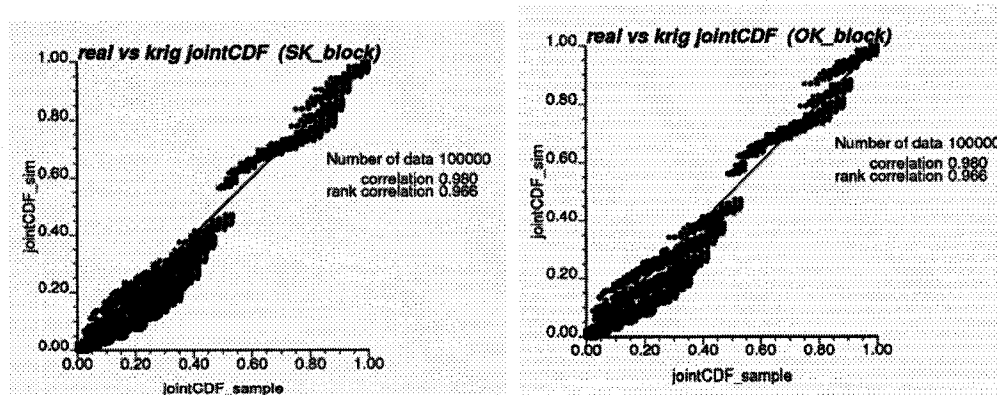 real vs krig jointCDF (SK_block)
1.00
0.80
0.60
0.40
0.20
0.00
jointCDF_sim
Number of data 100000
correlation 0.980
rank correlation 0.966
0.00 0.20 0.40 0.60 0.80 1.00
jointCDF_sample
real vs krig jointCDF (OK_block)
1.00
0.80
0.60
0.40
0.20
0.00
jointCDF_sim
Number of data 100000
correlation 0.980
rank correlation 0.966
0.00 0.20 0.40 0.60 0.80 1.00
jointCDF_sample